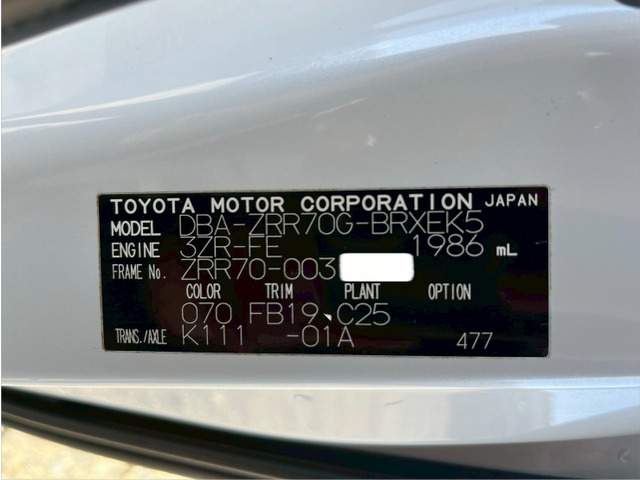 TOYOTA MOTOR CORPORATION JAPAN
MODEL DBA-ZRR70G-BRXEK5
ENGINE 3ZR-FE 1986 mL
FRAME No. ZRR70-003
COLOR TRIM PLANT OPTION
070 FB19 C25
TRANS./AXLE K111 -01A 477